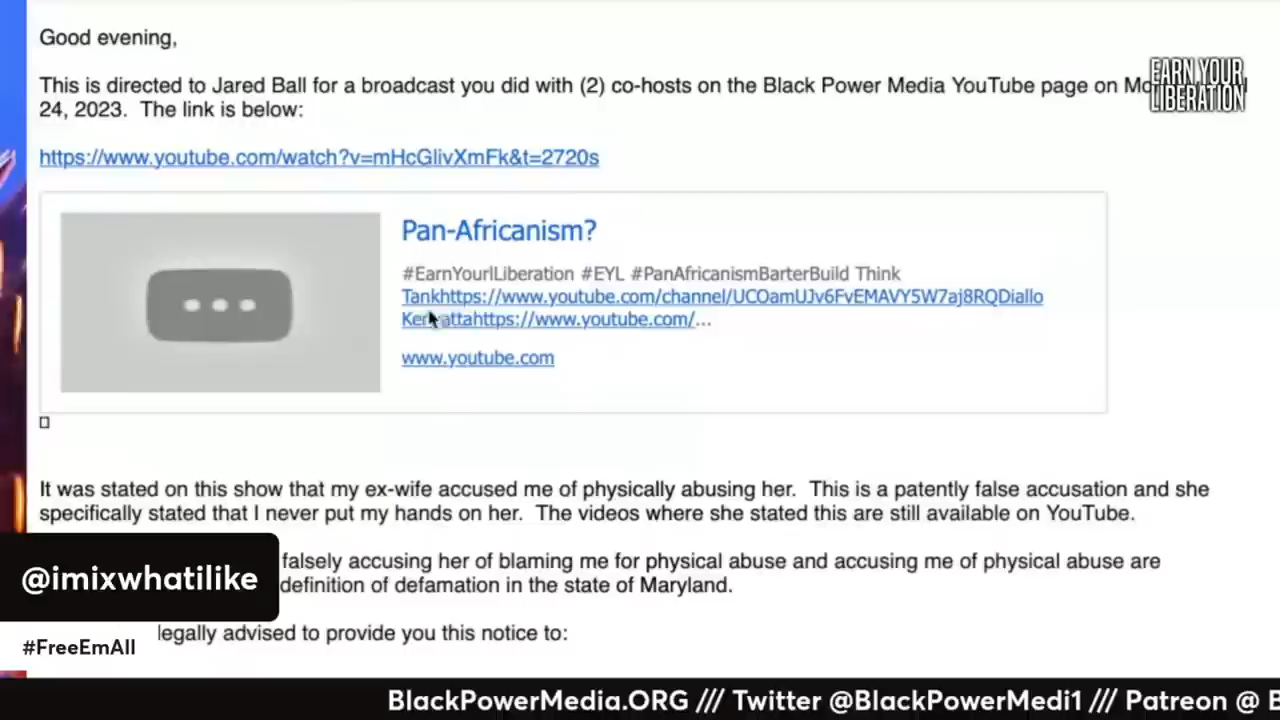 Good evening,
This is directed to Jared Ball for a broadcast you did with (2) co-hosts on the Black Power Media YouTube page on
24, 2023.  The link is below:
EARN YOUR
LIBERATION
https://www.youtube.com/watch?v=mHcGlivXmFk&t=2720s
Pan-Africanism?
#EarnYourlLiberation #EYL #PanAfricanismBarterBuild Think
Tankhttps://www.youtube.com/channel/UCOamUJv6FvEMAVY5W7aj8RQDiallo
Kenyattahttps://www.youtube.com/...
www.youtube.com
It was stated on this show that my ex-wife accused me of physically abusing her.  This is a patently false accusation and she
specifically stated that I never put my hands on her.  The videos where she stated this are still available on YouTube.
falsely accusing her of blaming me for physical abuse and accusing me of physical abuse are
definition of defamation in the state of Maryland.
@imixwhatilike
legally advised to provide you this notice to:
#FreeEmAll
BlackPowerMedia.ORG /// Twitter @BlackPowerMedi1 /// Patreon @